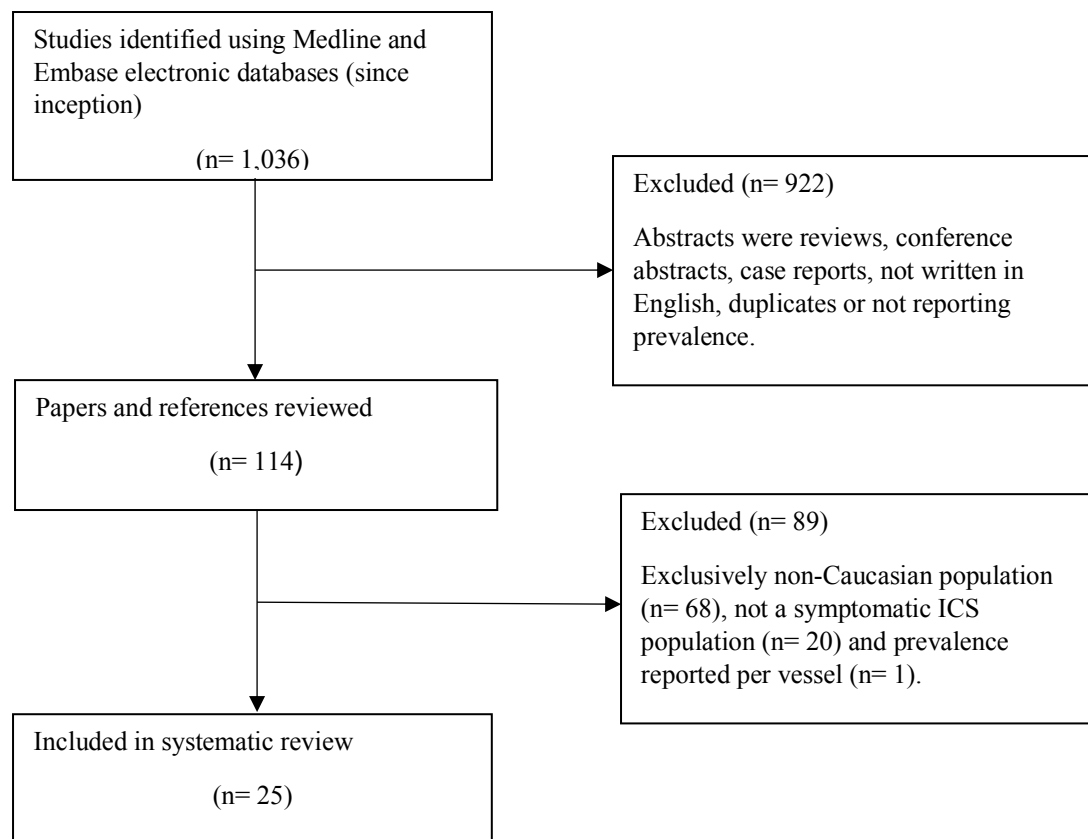 Studies identified using Medline and
Embase electronic databases (since
inception)
(n= 1,036)
Excluded (n= 922)
Abstracts were reviews, conference
abstracts, case reports, not written in
English, duplicates or not reporting
prevalence.
Papers and references reviewed
(n= 114)
Excluded (n= 89)
Exclusively non-Caucasian population
(n= 68), not a symptomatic ICS
population (n= 20) and prevalence
reported per vessel (n= 1).
Included in systematic review
(n= 25)